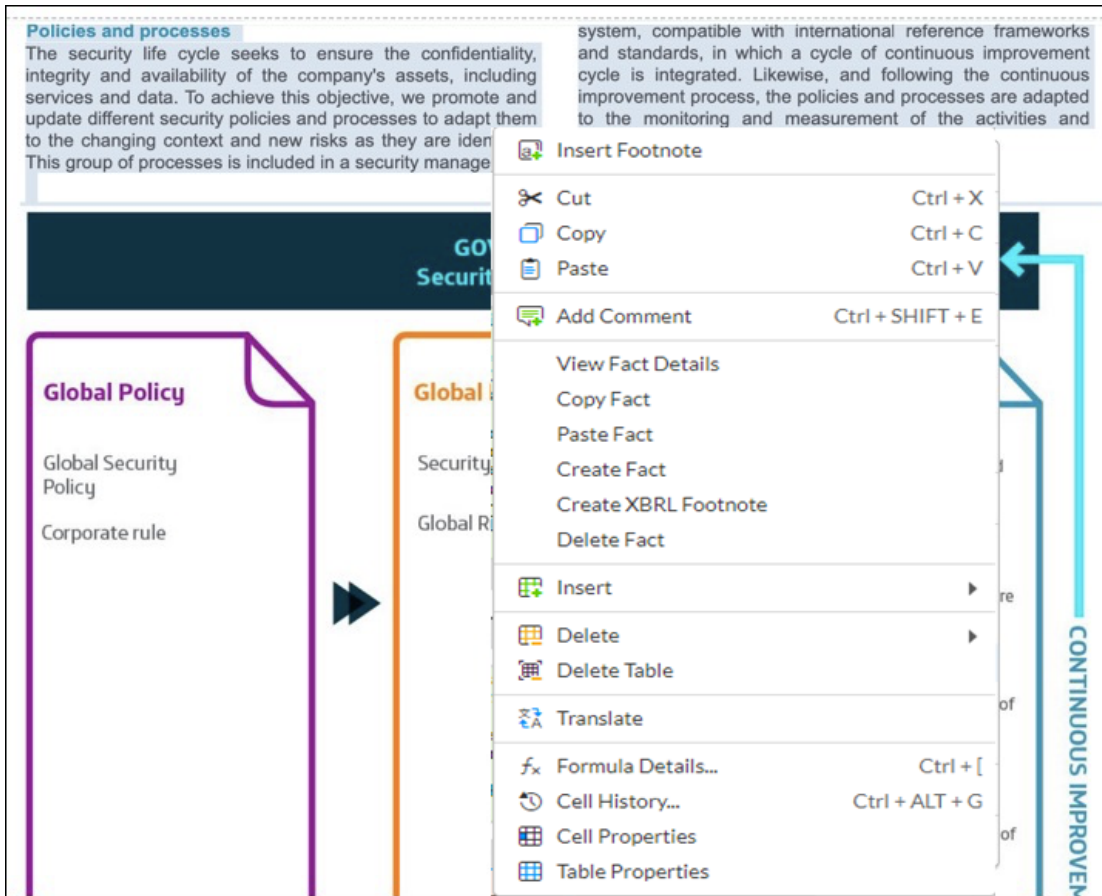 Policies and processes
The security life cycle seeks to ensure the confidentiality,
integrity and availability of the company's assets, including
services and data. To achieve this objective, we promote and
update different security policies and processes to adapt them
to the changing context and new risks as they are
This group of processes is included in a security
system, compatible with international reference frameworks
and standards, in which a cycle of continuous improvement
cycle is integrated. Likewise, and following the continuous
improvement process, the policies and processes are adapted
to the monitoring and measurement of the activities and
Global Policy
Global Security
Policy
Corporate rule
Global
Security
Global
Insert Footnote
Cut Ctrl + X
Copy Ctrl + C
Paste Ctrl + V
Add Comment Ctrl + SHIFT + E
View Fact Details
Copy Fact
Paste Fact
Create Fact
Create XBRL Footnote
Delete Fact
Insert
Delete
Delete Table
Translate
Formula Details... Ctrl + [
Cell History... Ctrl + ALT + G
Cell Properties
Table Properties
of
of
CONTINUOUS